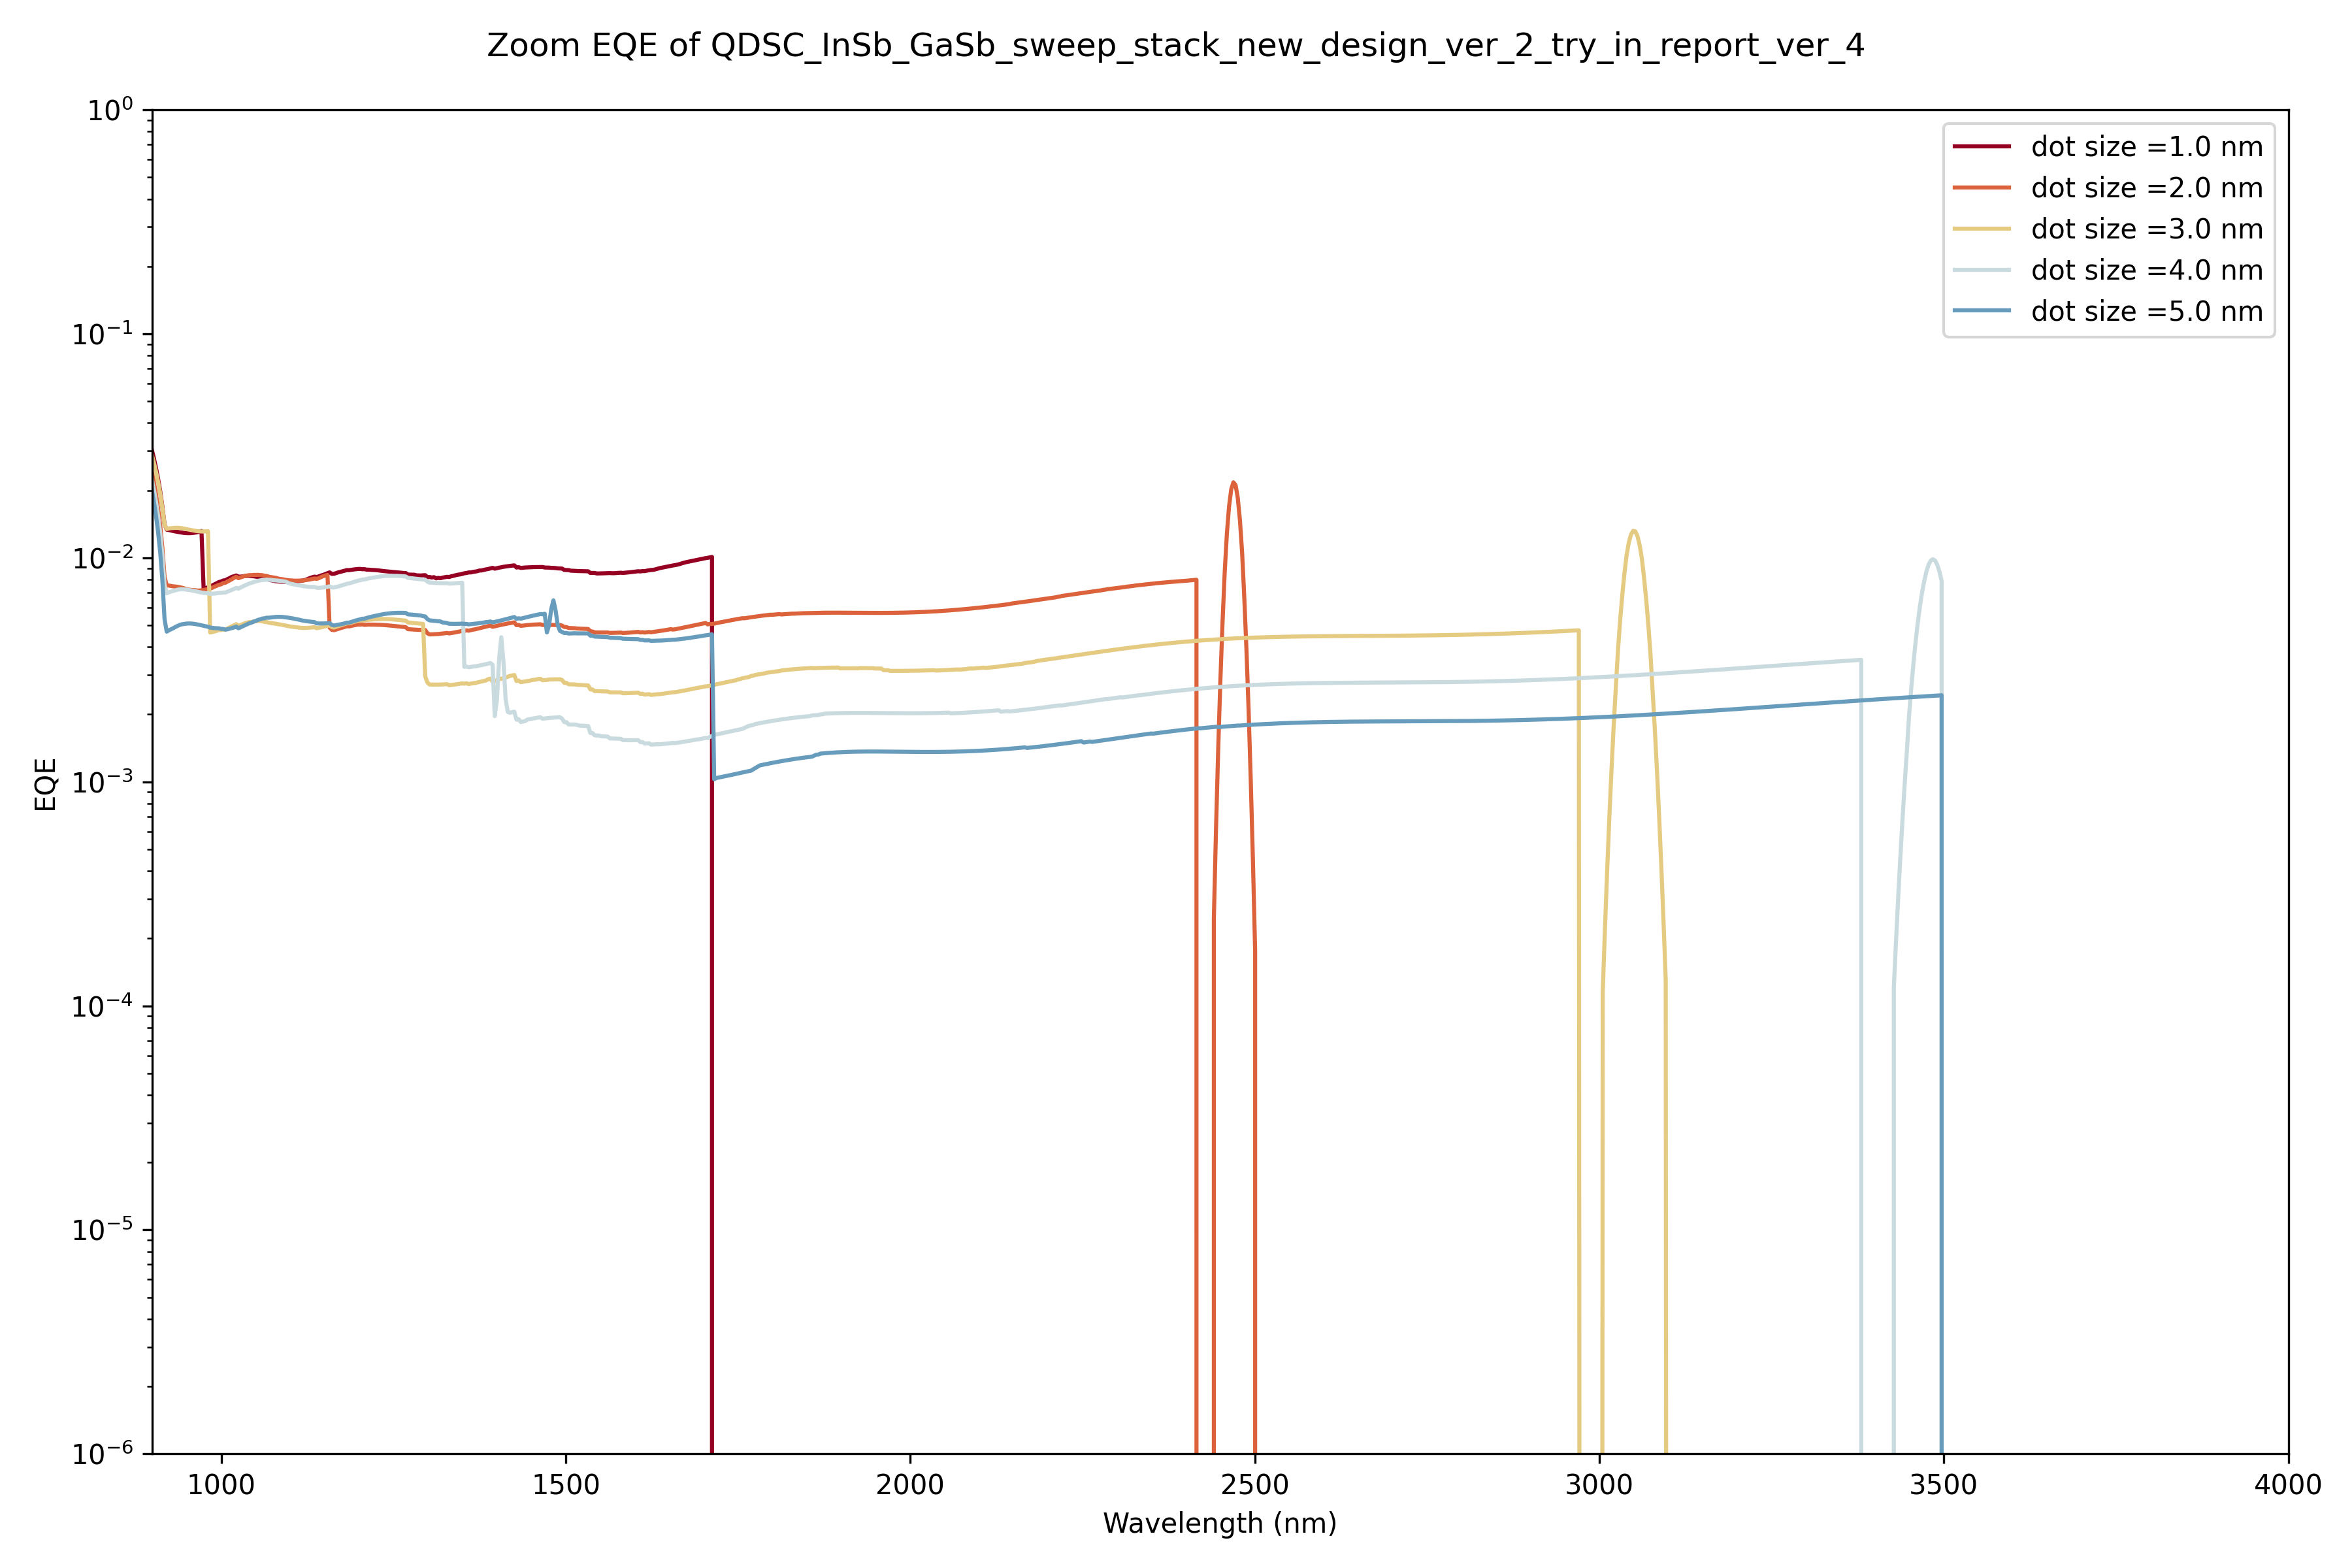 Zoom EQE of QDSC_InSb_GaSb_sweep_stack_new_design_ver_2_try_in_report_ver_4
10⁰
10⁻¹
10⁻²
10⁻³
10⁻⁴
10⁻⁵
10⁻⁶
EQE
dot size =1.0 nm
dot size =2.0 nm
dot size =3.0 nm
dot size =4.0 nm
dot size =5.0 nm
1000 1500 2000 2500 3000 3500 4000
Wavelength (nm)